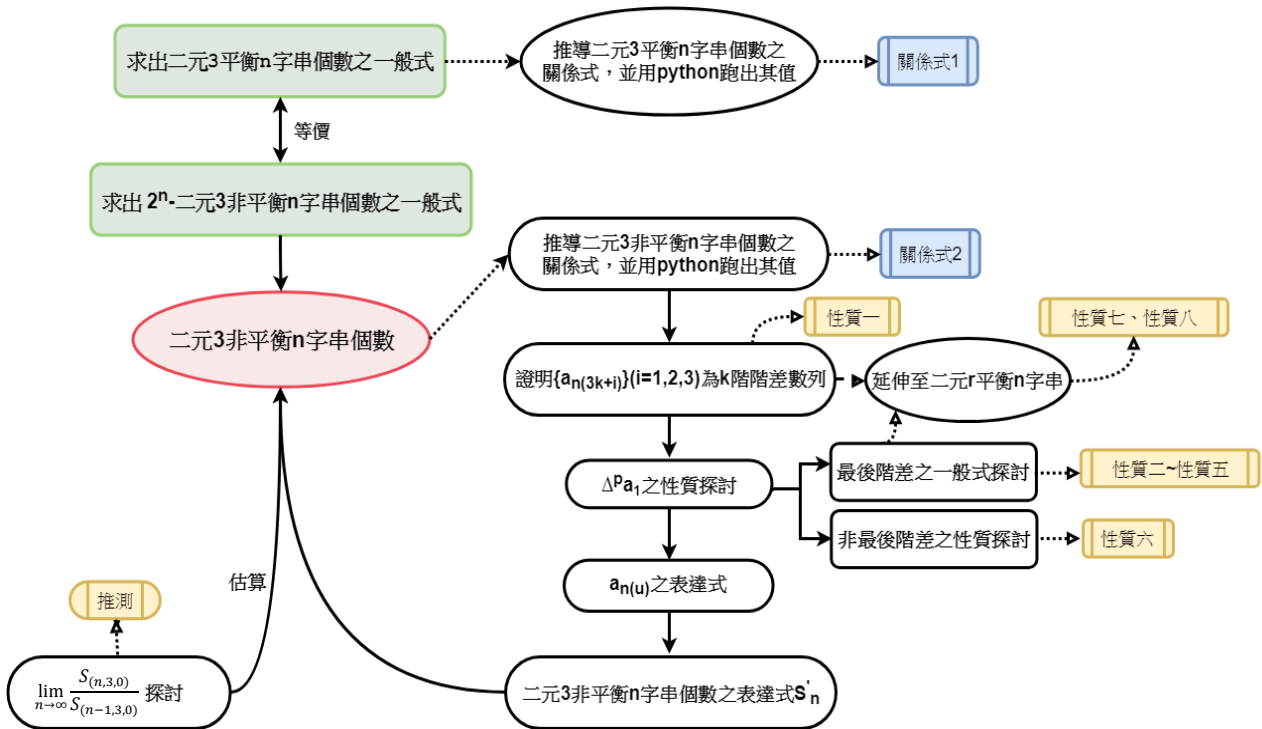 求出二元3平衡n字串個數之一般式
推導二元3平衡n字串個數之
關係式，並用python跑出其值
關係式1
等價
求出 2ⁿ-二元3非平衡n字串個數之一般式
推導二元3非平衡n字串個數之
關係式，並用python跑出其值
關係式2
二元3非平衡n字串個數
性質一
性質七、性質八
證明{aₙ₍₃ₖ₊ᵢ₎}(i=1,2,3)為k階階差數列
延伸至二元r平衡n字串
Δᵖa₁之性質探討
最後階差之一般式探討
性質二~性質五
非最後階差之性質探討
性質六
估算
aₙ₍ᵤ₎之表達式
推測
lim n→∞ S(n,3,0) / S(n−1,3,0) 探討
二元3非平衡n字串個數之表達式S'ₙ